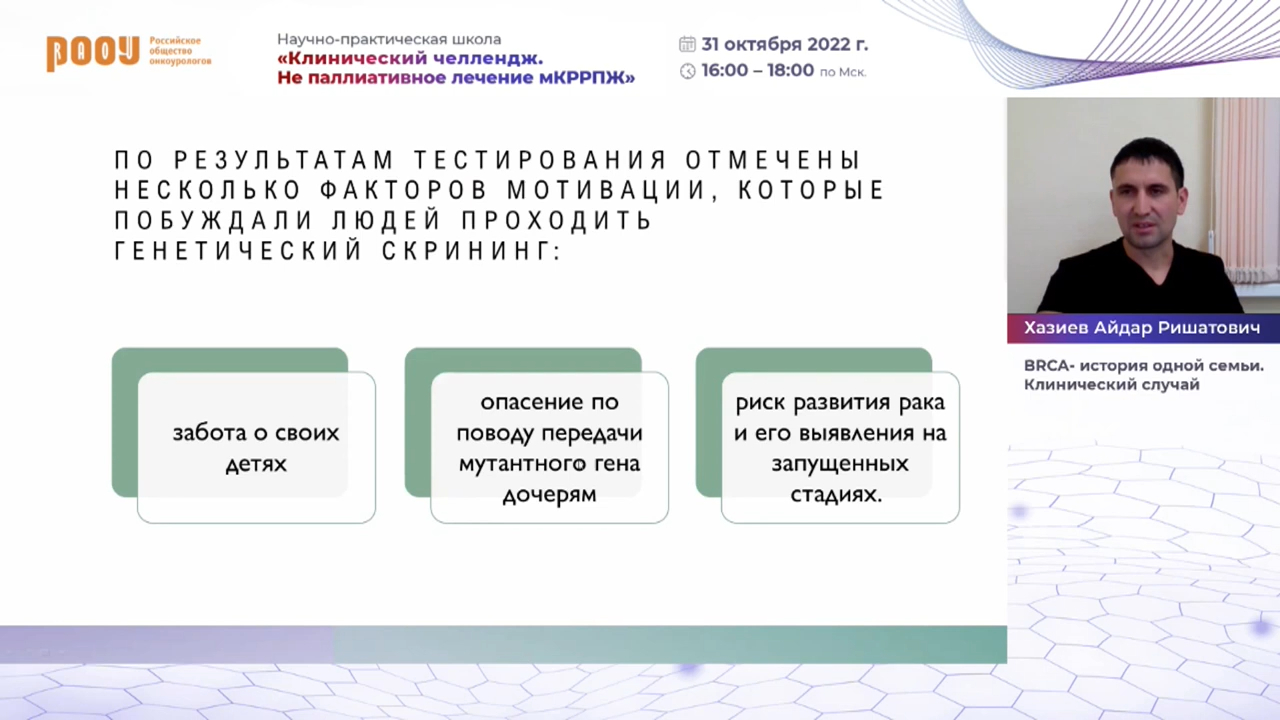 РАОУ
Российское
общество
онкоурологов
Научно-практическая школа
«Клинический челлендж.
Не паллиативное лечение мКРРПЖ»
31 октября 2022 г.
16:00 – 18:00 по Мск.
ПО РЕЗУЛЬТАТАМ ТЕСТИРОВАНИЯ ОТМЕЧЕНЫ
НЕСКОЛЬКО ФАКТОРОВ МОТИВАЦИИ, КОТОРЫЕ
ПОБУЖДАЛИ ЛЮДЕЙ ПРОХОДИТЬ
ГЕНЕТИЧЕСКИЙ СКРИНИНГ:
забота о своих
детях
опасение по
поводу передачи
мутантного гена
дочерям
риск развития рака
и его выявления на
запущенных
стадиях.
Хазиев Айдар Ришатович
BRCA- история одной семьи.
Клинический случай